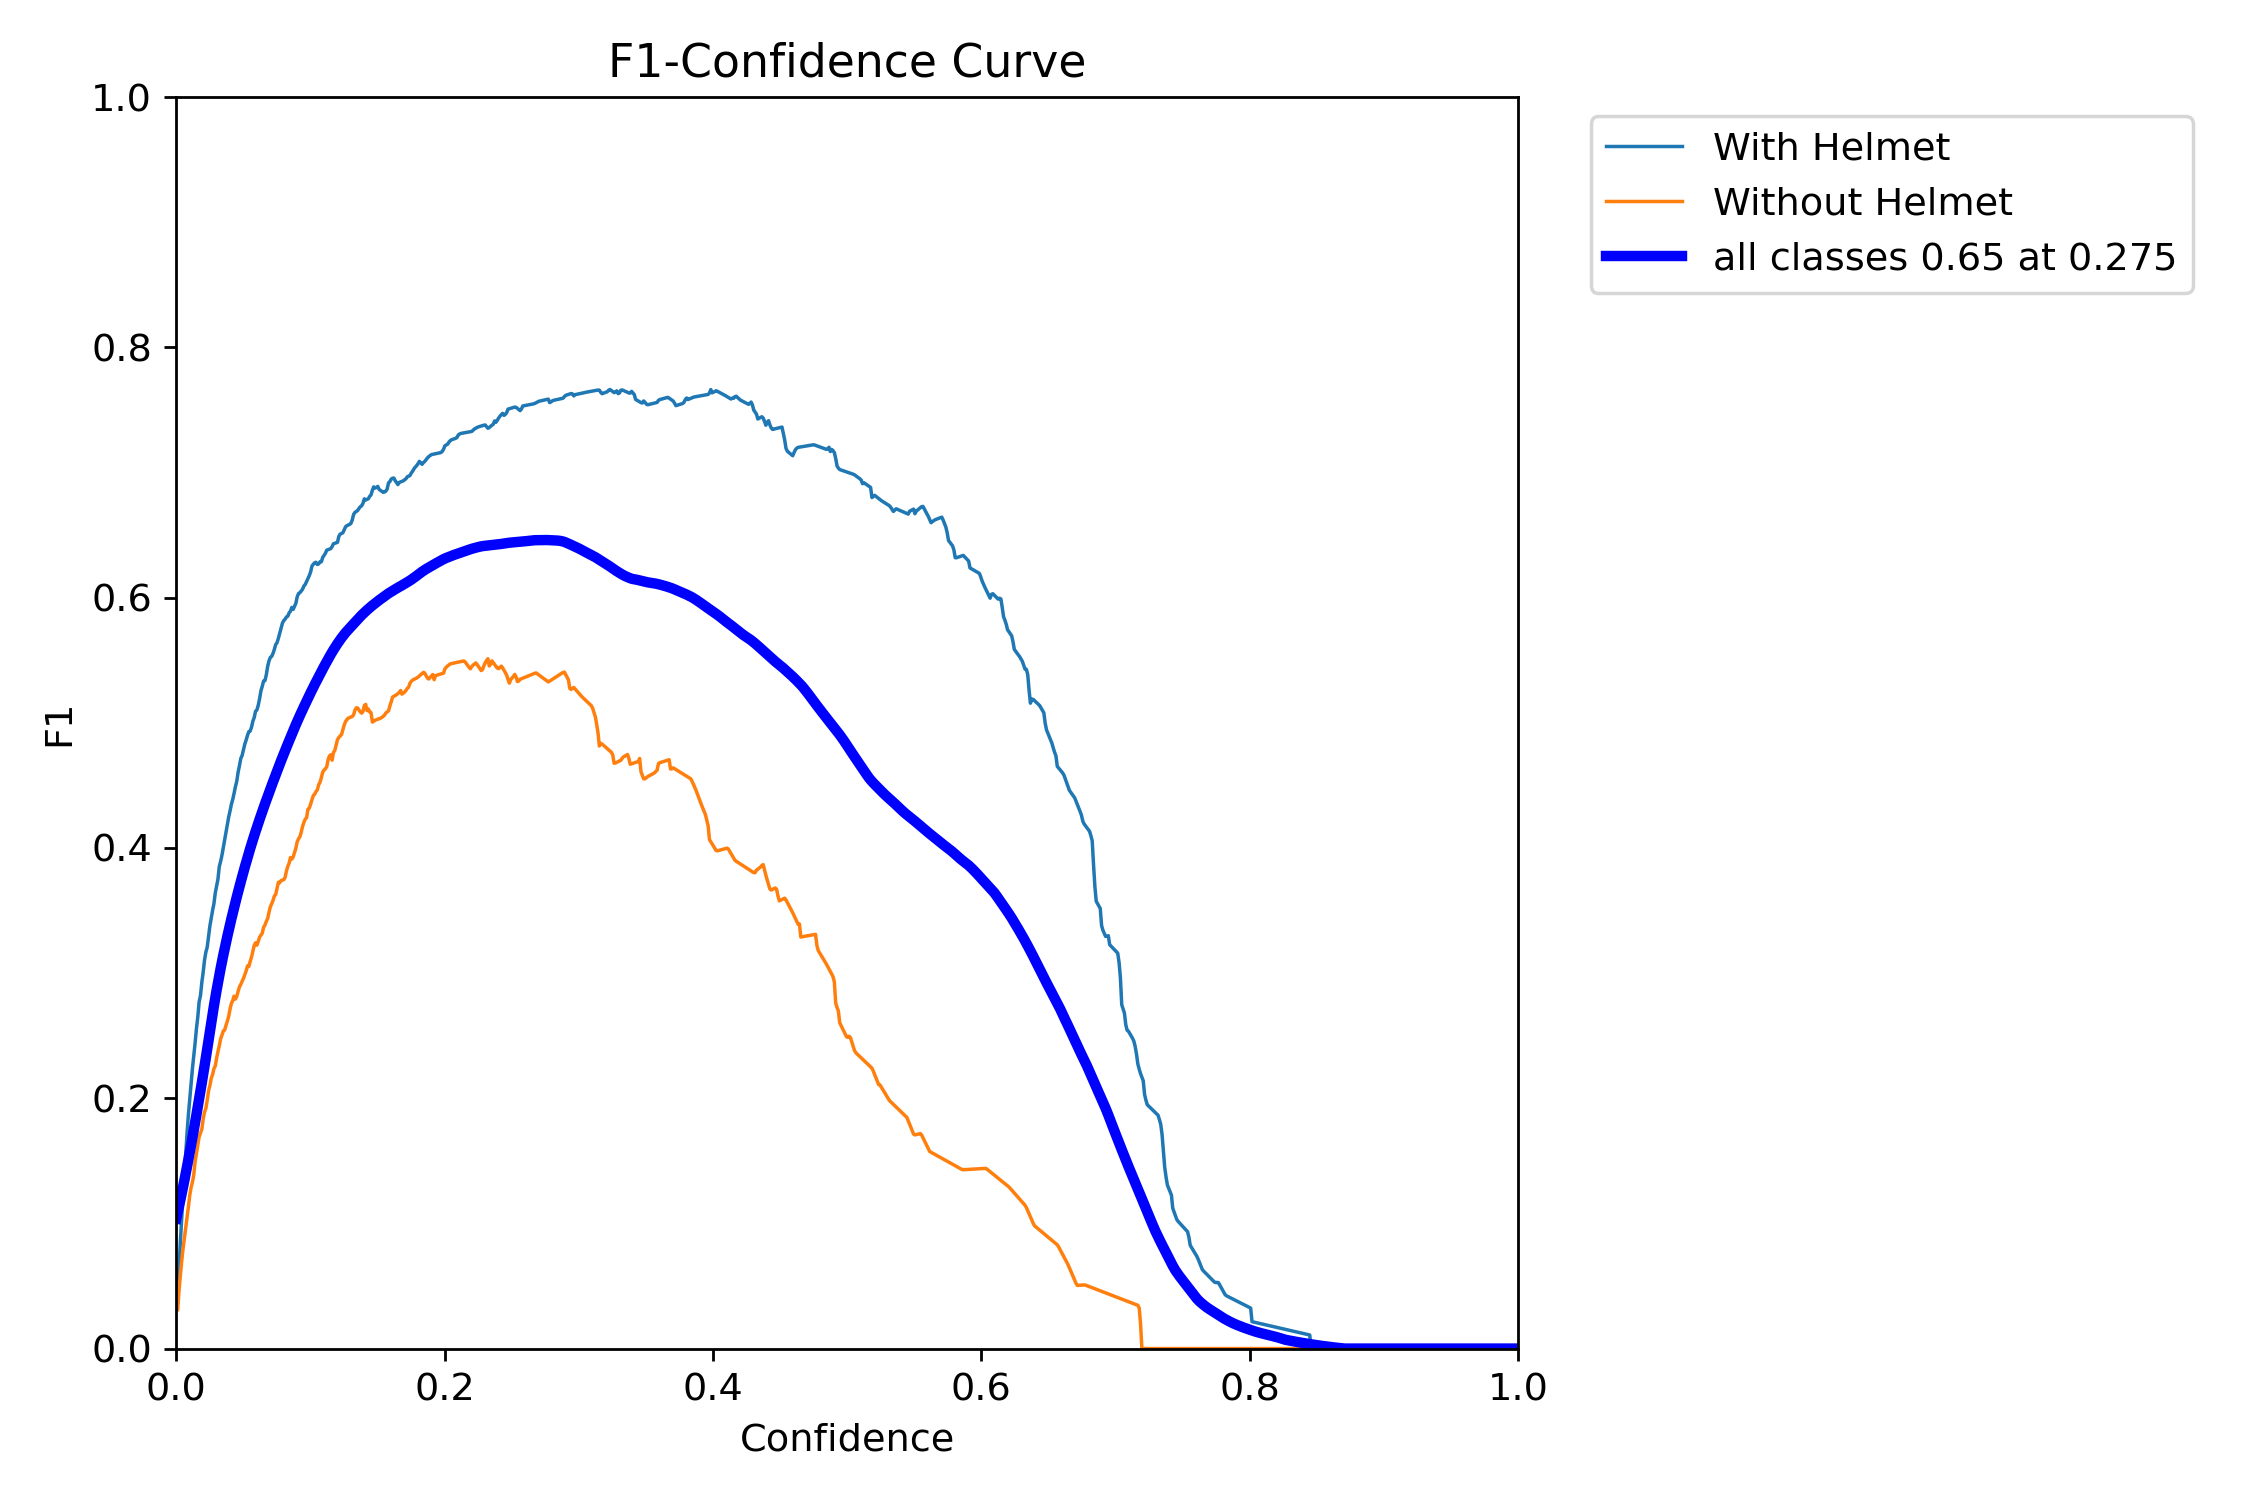 F1-Confidence Curve
1.0
0.8
0.6
0.4
0.2
0.0
F1
0.0 0.2 0.4 0.6 0.8 1.0
Confidence
With Helmet
Without Helmet
all classes 0.65 at 0.275